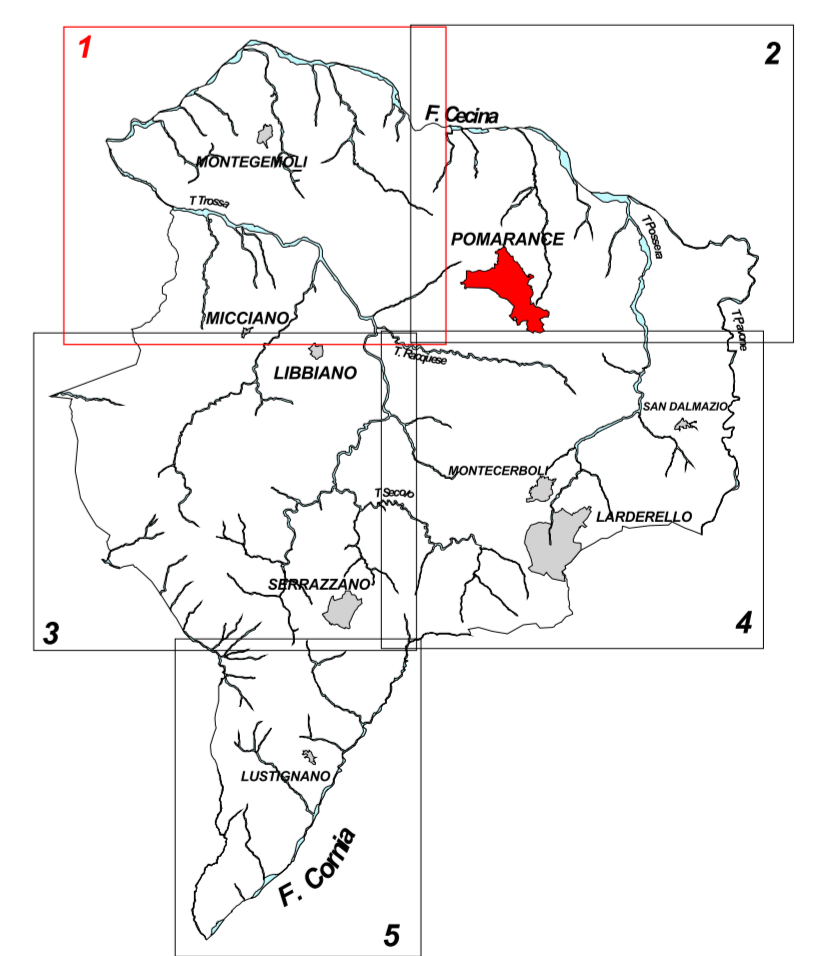 1
2
F. Cecina
MONTEGEMOLI
T Trossa
POMARANCE
T Possera
T Pavone
MICCIANO
LIBBIANO
T. Racquese
SAN DALMAZIO
MONTECERBOLI
T Secolo
LARDERELLO
SERRAZZANO
3
4
LUSTIGNANO
F. Cornia
5